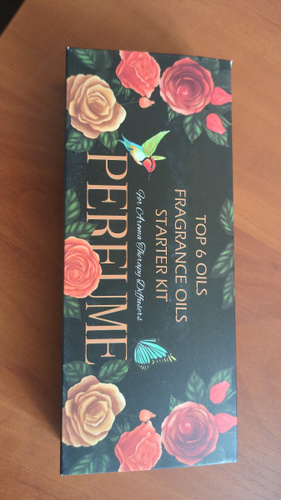 TOP 6 OILS
FRAGRANCE OILS
STARTER KIT
For Aroma Therapy Diffusers
PERFUME